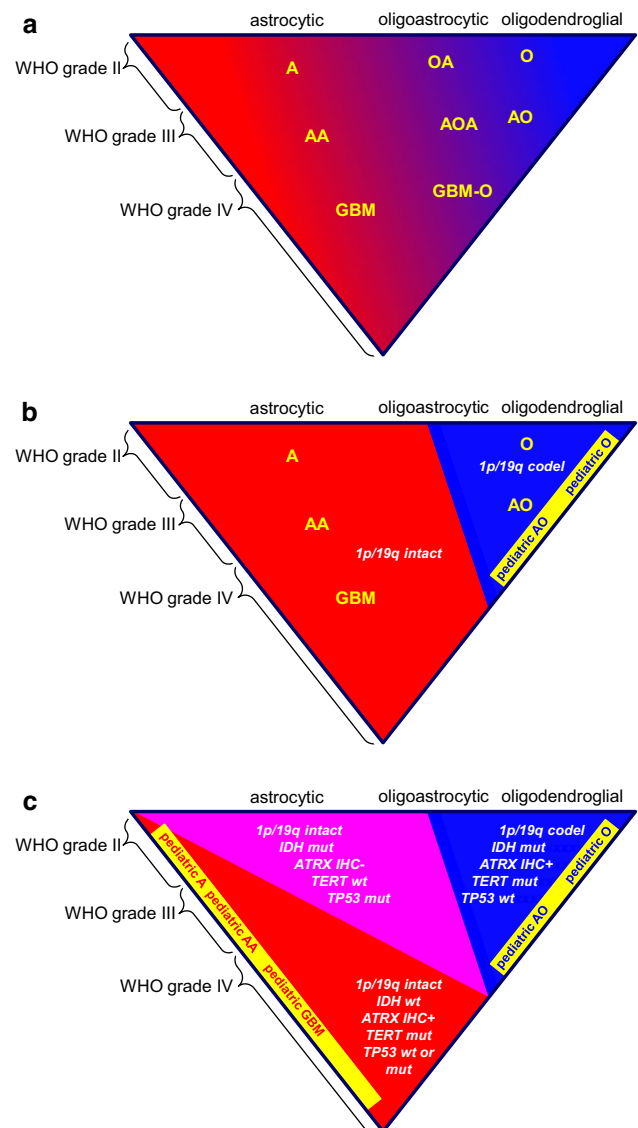 a
astrocytic oligoastrocytic oligodendroglial
WHO grade II
A OA O
WHO grade III
AA AOA AO
WHO grade IV
GBM GBM-O
b
astrocytic oligoastrocytic oligodendroglial
WHO grade II
A O
1p/19q codel
pediatric O
WHO grade III
AA AO
pediatric AO
1p/19q intact
WHO grade IV
GBM
c
astrocytic oligoastrocytic oligodendroglial
WHO grade II
WHO grade III
WHO grade IV
pediatric A pediatric AA pediatric GBM
1p/19q intact
IDH mut
ATRX IHC-
TERT wt
TP53 mut
1p/19q codel
IDH mut
ATRX IHC+
TERT mut
TP53 wt
pediatric AO pediatric O
1p/19q intact
IDH wt
ATRX IHC+
TERT mut
TP53 wt or
mut